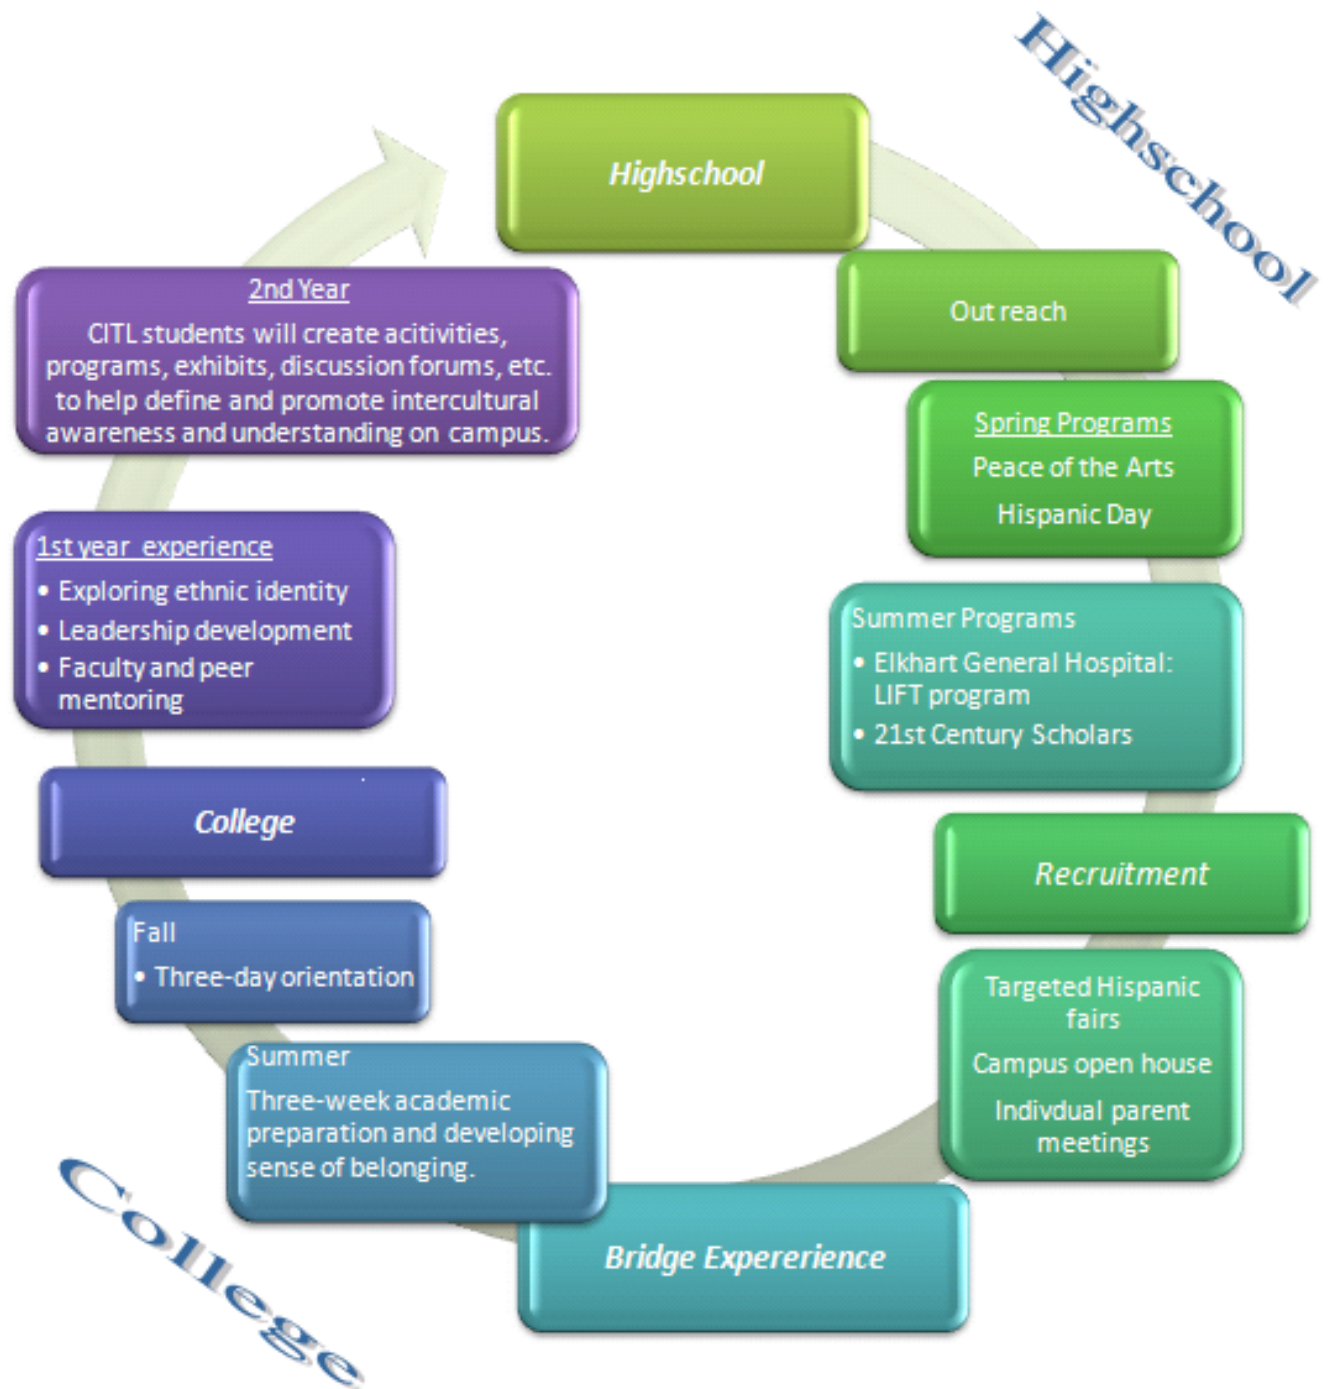 Highschool
Highschool
Out reach
Spring Programs
Peace of the Arts
Hispanic Day
Summer Programs
• Elkhart General Hospital:
LIFT program
• 21st Century Scholars
Recruitment
Targeted Hispanic
fairs
Campus open house
Indivdual parent
meetings
Bridge Expererience
Summer
Three-week academic
preparation and developing
sense of belonging.
Fall
• Three-day orientation
College
1st year experience
• Exploring ethnic identity
• Leadership development
• Faculty and peer
mentoring
2nd Year
CITL students will create acitivities,
programs, exhibits, discussion forums, etc.
to help define and promote intercultural
awareness and understanding on campus.
College